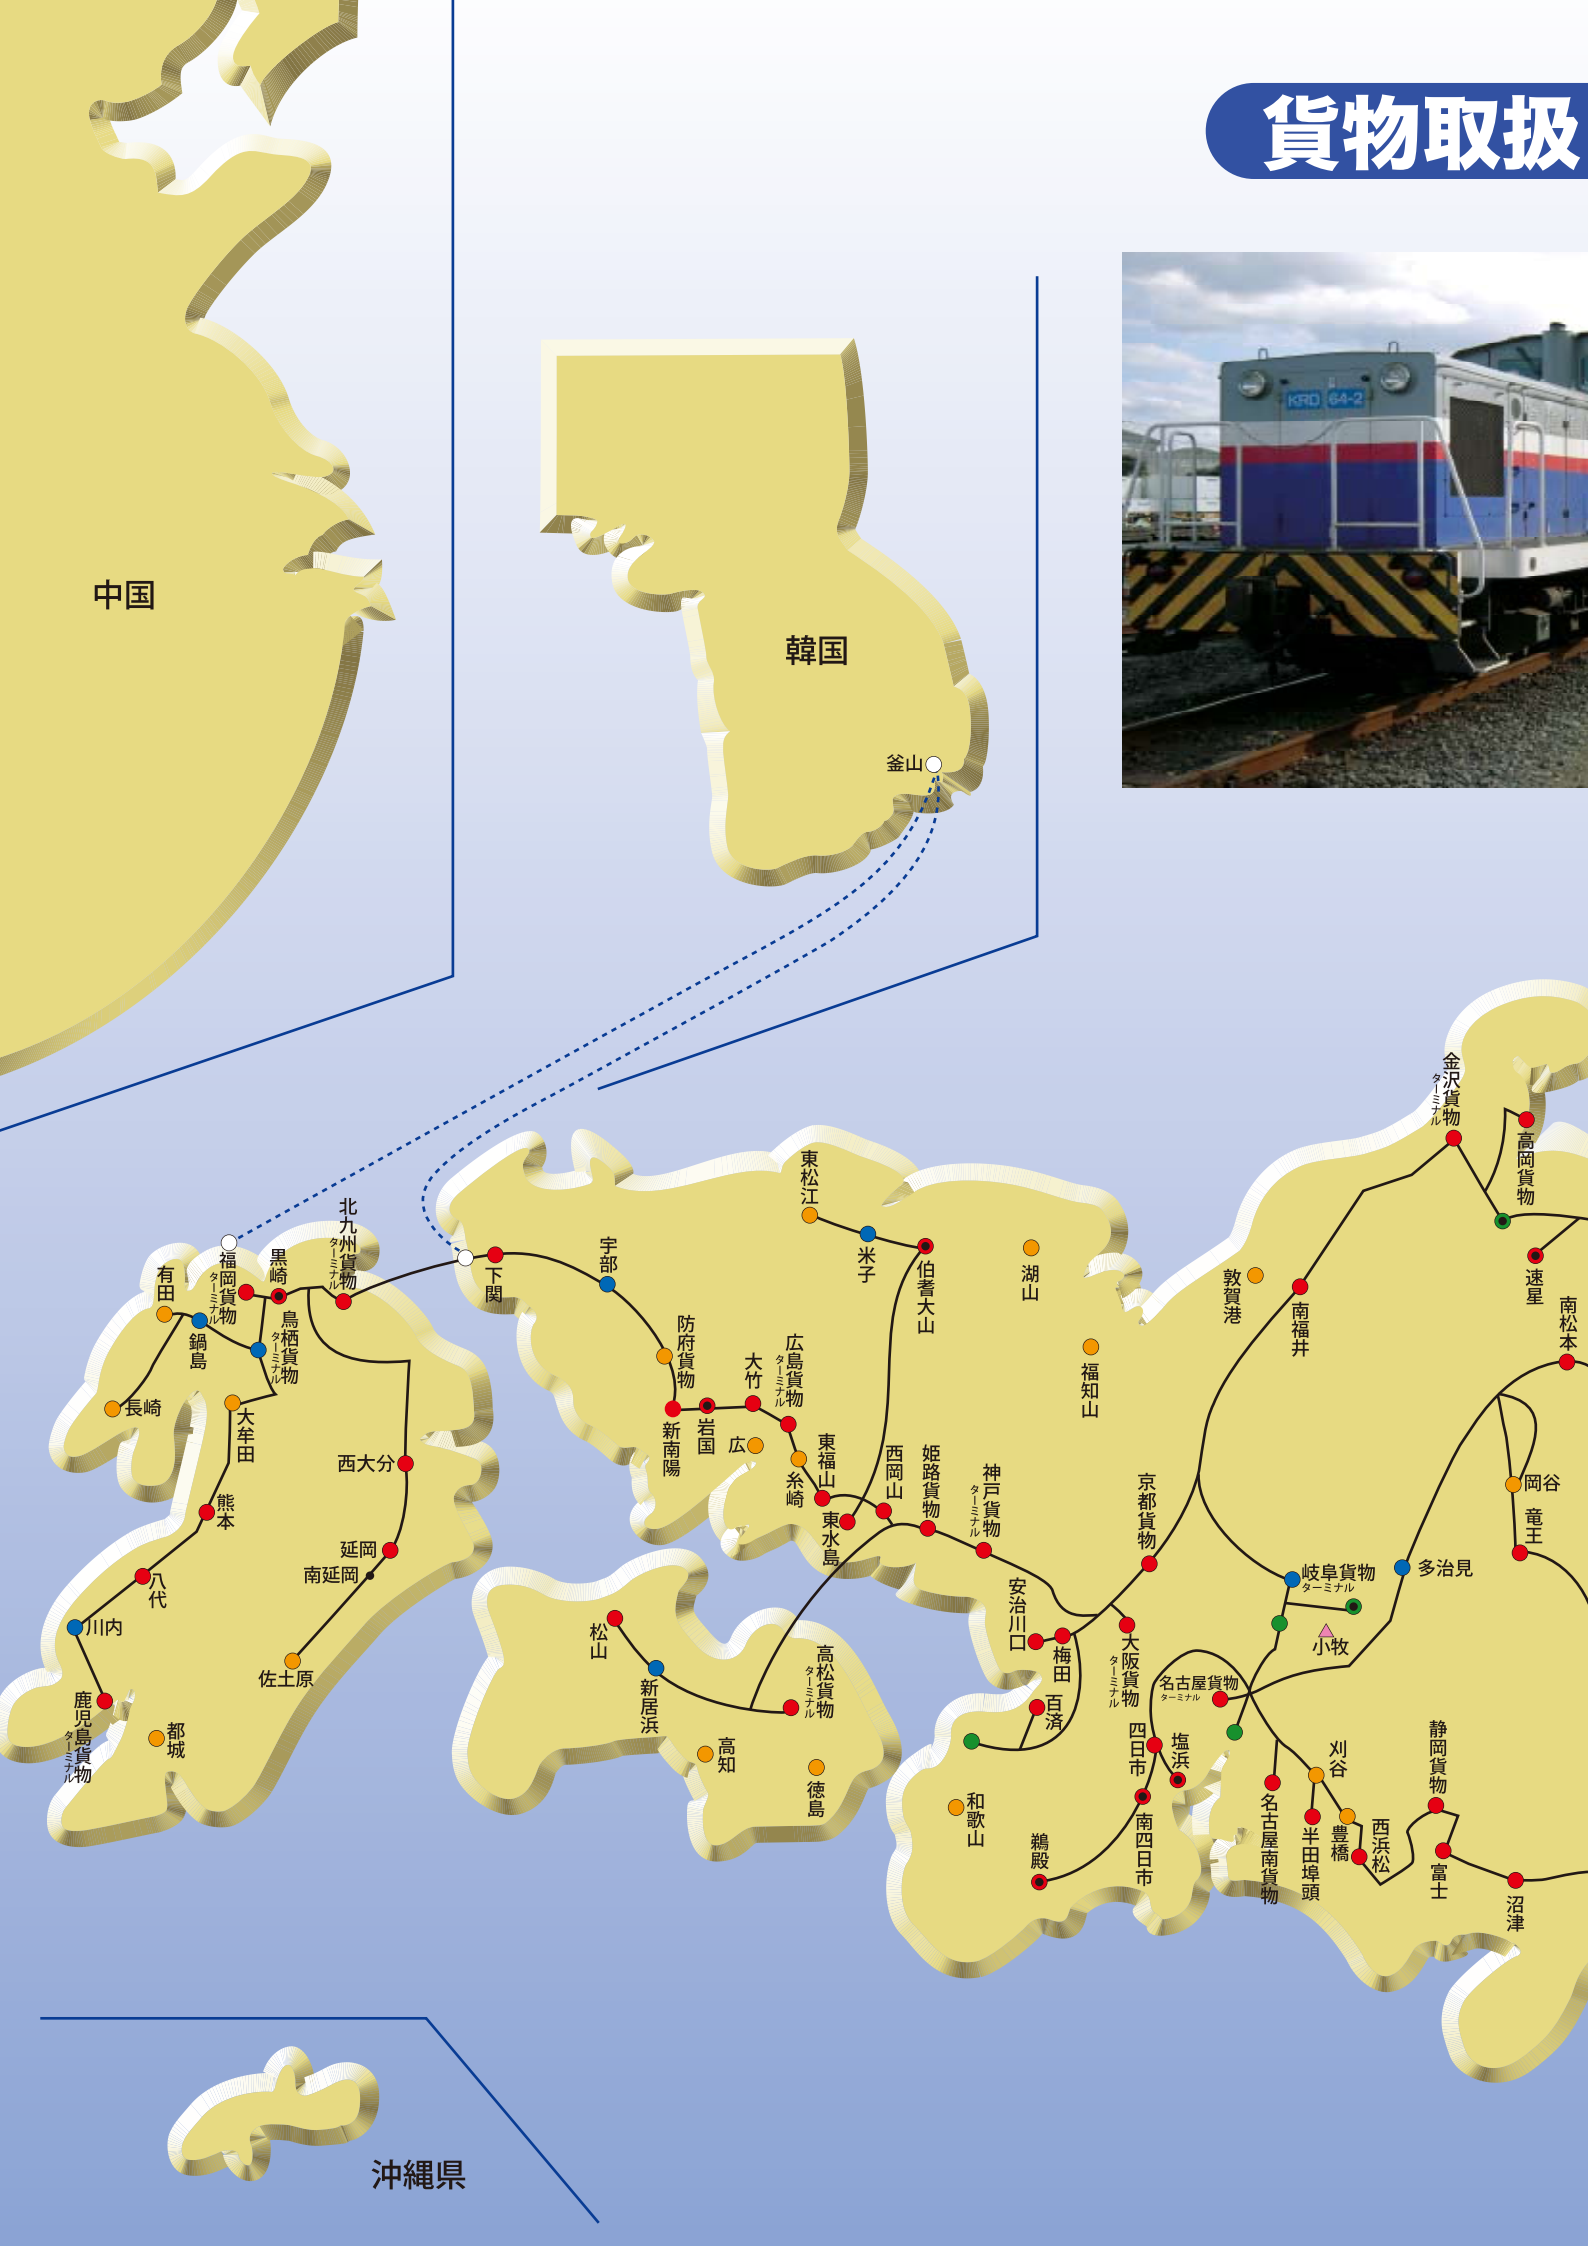 貨物取扱
KRD 64-2
中国
韓国
釜山
金沢貨物
ターミナル
高岡貨物
速星
南松本
敦賀港
南福井
東松江
米子
伯耆大山
湖山
福知山
北九州貨物
ターミナル
黒崎
福岡貨物
ターミナル
有田
鍋島
鳥栖貨物
ターミナル
長崎
大牟田
熊本
八代
川内
鹿児島貨物
ターミナル
都城
西大分
延岡
南延岡
佐土原
下関
宇部
防府貨物
新南陽
岩国
大竹
広島貨物
ターミナル
広
糸崎
東福山
東水島
西岡山
姫路貨物
神戸貨物
ターミナル
京都貨物
安治川口
梅田
大阪貨物
ターミナル
百済
松山
新居浜
高松貨物
ターミナル
高知
徳島
和歌山
鵜殿
四日市
塩浜
南四日市
名古屋貨物
ターミナル
岐阜貨物
ターミナル
小牧
多治見
岡谷
竜王
刈谷
名古屋南貨物
半田埠頭
豊橋
西浜松
静岡貨物
富士
沼津
沖縄県